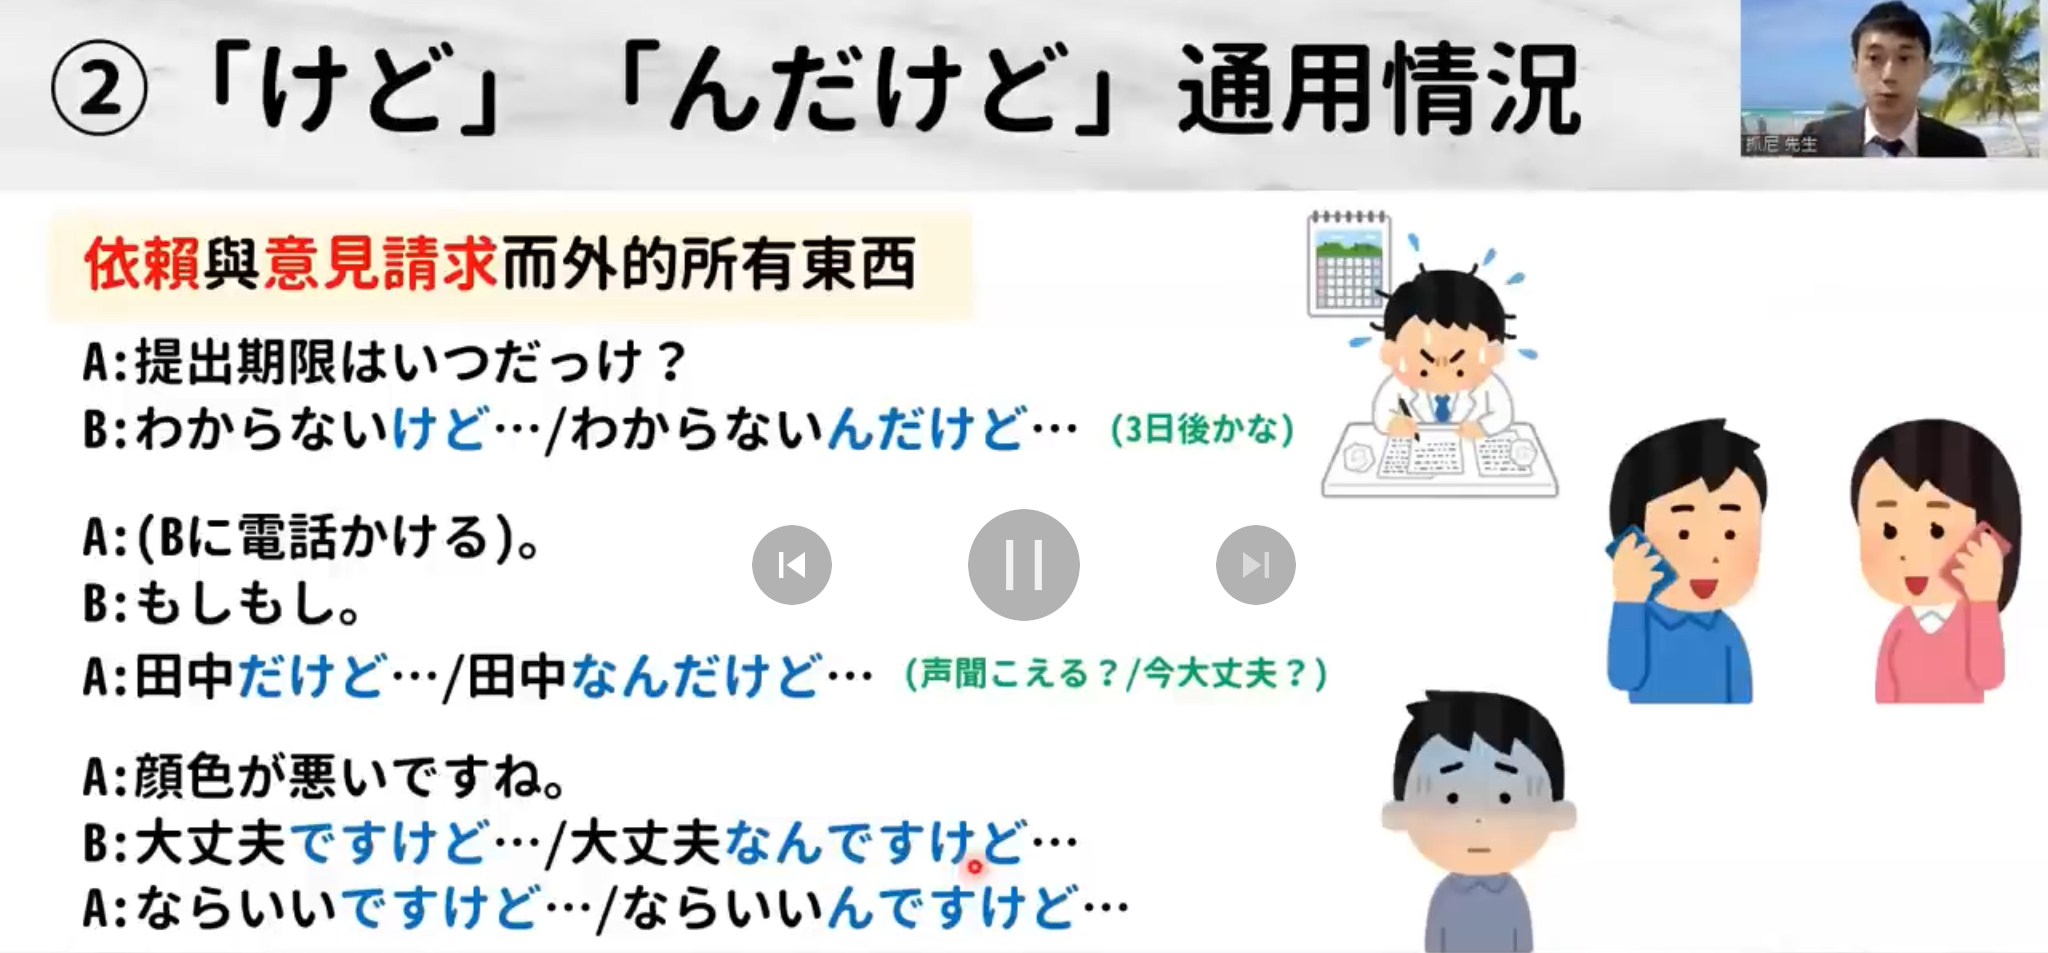 ②「けど」「んだけど」通用情況
抓尼 先生
依賴與意見請求而外的所有東西
A:提出期限はいつだっけ？
B:わからないけど…/わからないんだけど… (3日後かな)
A:(Bに電話かける)。
B:もしもし。
A:田中だけど…/田中なんだけど… (声聞こえる？/今大丈夫？)
A:顔色が悪いですね。
B:大丈夫ですけど…/大丈夫なんですけど…
A:ならいいですけど…/ならいいんですけど…